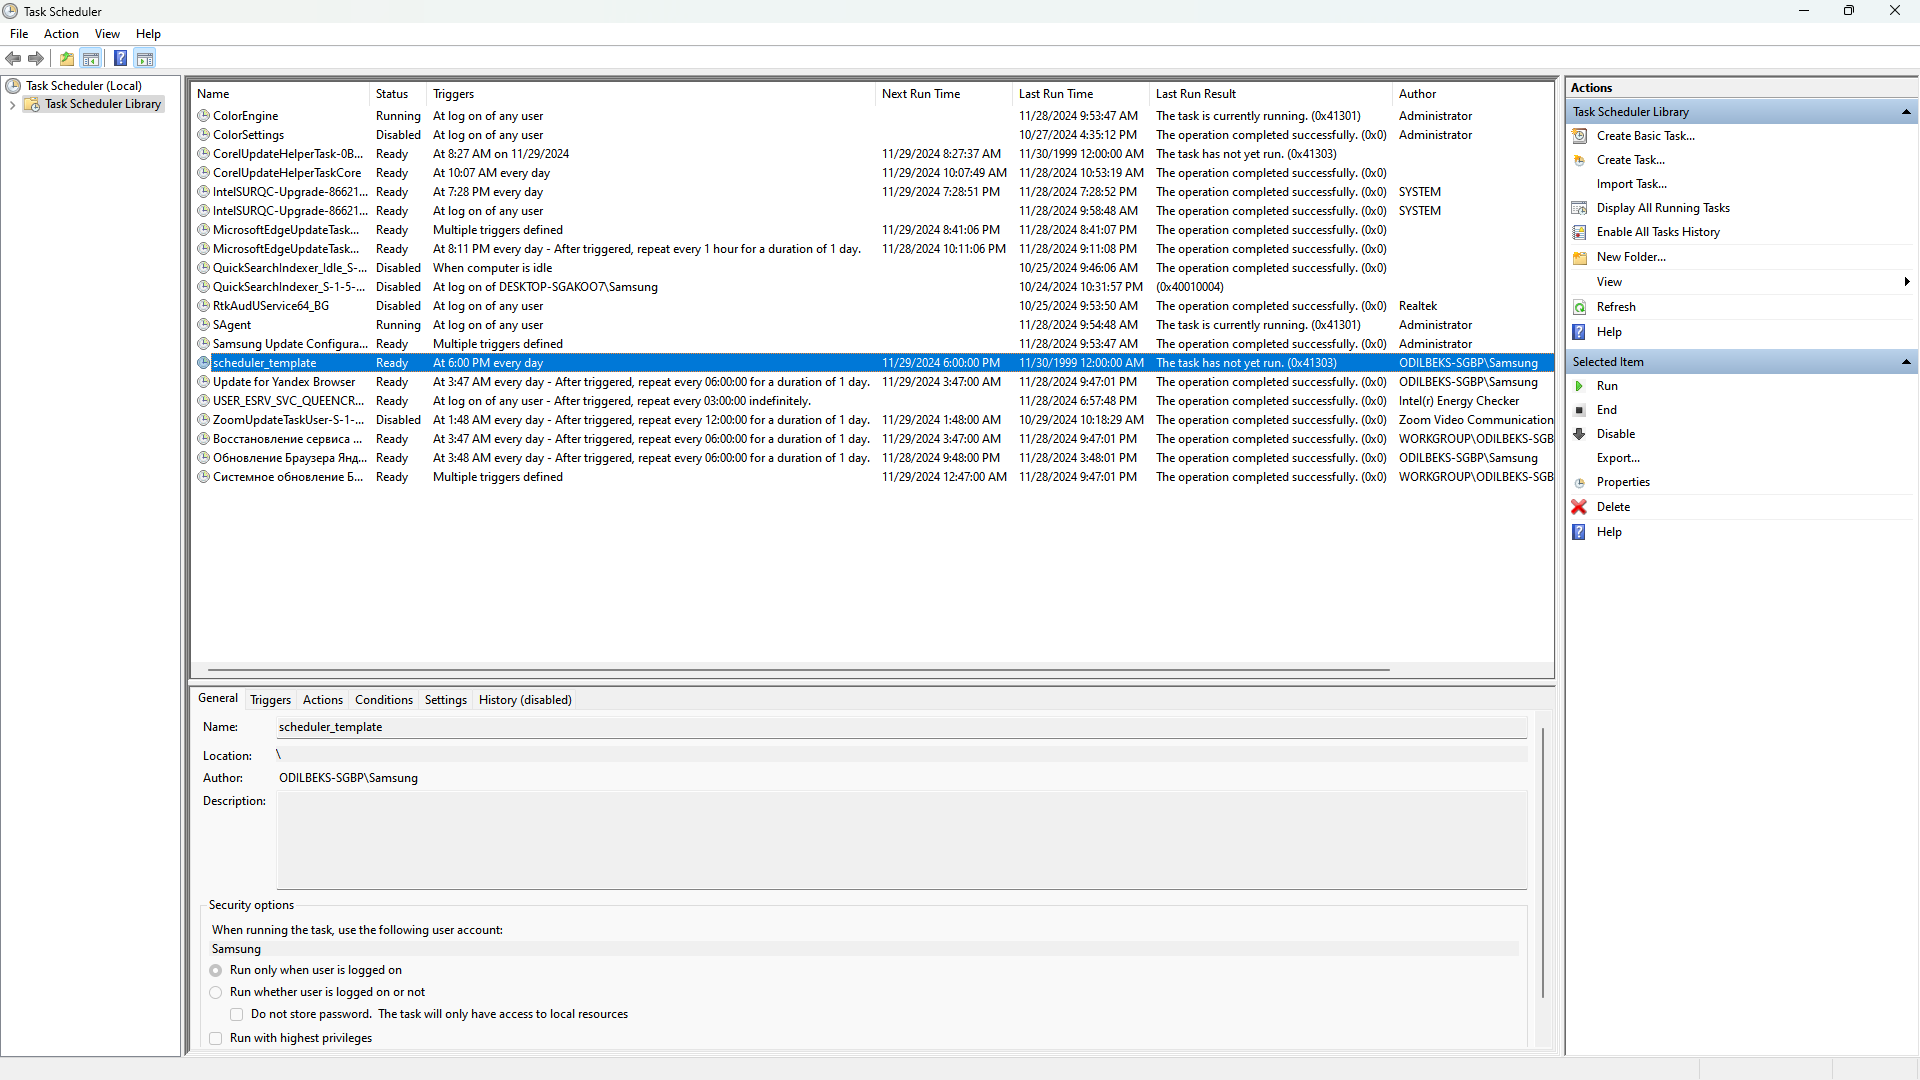 Task Scheduler
File Action View Help
Task Scheduler (Local)
Task Scheduler Library
Name Status Triggers Next Run Time Last Run Time Last Run Result Author
ColorEngine Running At log on of any user 11/28/2024 9:53:47 AM The task is currently running. (0x41301) Administrator
ColorSettings Disabled At log on of any user 10/27/2024 4:35:12 PM The operation completed successfully. (0x0) Administrator
CorelUpdateHelperTask-0B... Ready At 8:27 AM on 11/29/2024 11/29/2024 8:27:37 AM 11/30/1999 12:00:00 AM The task has not yet run. (0x41303)
CorelUpdateHelperTaskCore Ready At 10:07 AM every day 11/29/2024 10:07:49 AM 11/28/2024 10:53:19 AM The operation completed successfully. (0x0)
IntelSURQC-Upgrade-86621... Ready At 7:28 PM every day 11/29/2024 7:28:51 PM 11/28/2024 7:28:52 PM The operation completed successfully. (0x0) SYSTEM
IntelSURQC-Upgrade-86621... Ready At log on of any user 11/28/2024 9:58:48 AM The operation completed successfully. (0x0) SYSTEM
MicrosoftEdgeUpdateTask... Ready Multiple triggers defined 11/29/2024 8:41:06 PM 11/28/2024 8:41:07 PM The operation completed successfully. (0x0)
MicrosoftEdgeUpdateTask... Ready At 8:11 PM every day - After triggered, repeat every 1 hour for a duration of 1 day. 11/28/2024 10:11:06 PM 11/28/2024 9:11:08 PM The operation completed successfully. (0x0)
QuickSearchIndexer_Idle_S-... Disabled When computer is idle 10/25/2024 9:46:06 AM The operation completed successfully. (0x0)
QuickSearchIndexer_S-1-5-... Disabled At log on of DESKTOP-SGAKOO7\Samsung 10/24/2024 10:31:57 PM (0x40010004)
RtkAudUService64_BG Disabled At log on of any user 10/25/2024 9:53:50 AM The operation completed successfully. (0x0) Realtek
SAgent Running At log on of any user 11/28/2024 9:54:48 AM The task is currently running. (0x41301) Administrator
Samsung Update Configura... Ready Multiple triggers defined 11/28/2024 9:53:47 AM The operation completed successfully. (0x0) Administrator
scheduler_template Ready At 6:00 PM every day 11/29/2024 6:00:00 PM 11/30/1999 12:00:00 AM The task has not yet run. (0x41303) ODILBEKS-SGBP\Samsung
Update for Yandex Browser Ready At 3:47 AM every day - After triggered, repeat every 06:00:00 for a duration of 1 day. 11/29/2024 3:47:00 AM 11/28/2024 9:47:01 PM The operation completed successfully. (0x0) ODILBEKS-SGBP\Samsung
USER_ESRV_SVC_QUEENCR... Ready At log on of any user - After triggered, repeat every 03:00:00 indefinitely. 11/28/2024 6:57:48 PM The operation completed successfully. (0x0) Intel(r) Energy Checker
ZoomUpdateTaskUser-S-1-... Disabled At 1:48 AM every day - After triggered, repeat every 12:00:00 for a duration of 1 day. 11/29/2024 1:48:00 AM 10/29/2024 10:18:29 AM The operation completed successfully. (0x0) Zoom Video Communication
Восстановление сервиса ... Ready At 3:47 AM every day - After triggered, repeat every 06:00:00 for a duration of 1 day. 11/29/2024 3:47:00 AM 11/28/2024 9:47:01 PM The operation completed successfully. (0x0) WORKGROUP\ODILBEKS-SGB
Обновление Браузера Янд... Ready At 3:48 AM every day - After triggered, repeat every 06:00:00 for a duration of 1 day. 11/28/2024 9:48:00 PM 11/28/2024 3:48:01 PM The operation completed successfully. (0x0) ODILBEKS-SGBP\Samsung
Системное обновление Б... Ready Multiple triggers defined 11/29/2024 12:47:00 AM 11/28/2024 9:47:01 PM The operation completed successfully. (0x0) WORKGROUP\ODILBEKS-SGB
General Triggers Actions Conditions Settings History (disabled)
Name: scheduler_template
Location: \
Author: ODILBEKS-SGBP\Samsung
Description:
Security options
When running the task, use the following user account:
Samsung
Run only when user is logged on
Run whether user is logged on or not
Do not store password. The task will only have access to local resources
Run with highest privileges
Actions
Task Scheduler Library
Create Basic Task...
Create Task...
Import Task...
Display All Running Tasks
Enable All Tasks History
New Folder...
View
Refresh
Help
Selected Item
Run
End
Disable
Export...
Properties
Delete
Help